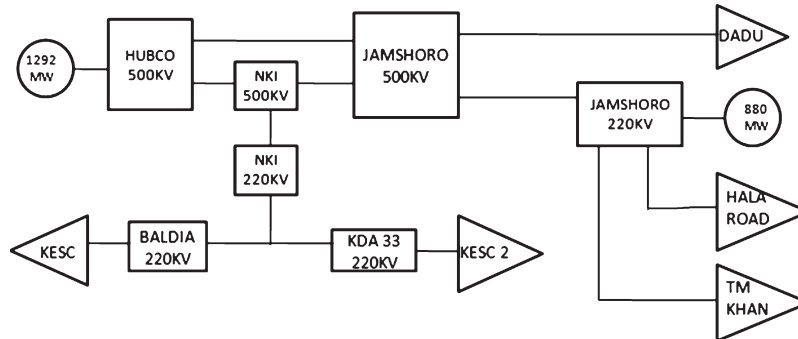 1292
MW
HUBCO
500KV
NKI
500KV
JAMSHORO
500KV
DADU
JAMSHORO
220KV
880
MW
NKI
220KV
HALA
ROAD
KESC
BALDIA
220KV
KDA 33
220KV
KESC 2
TM
KHAN